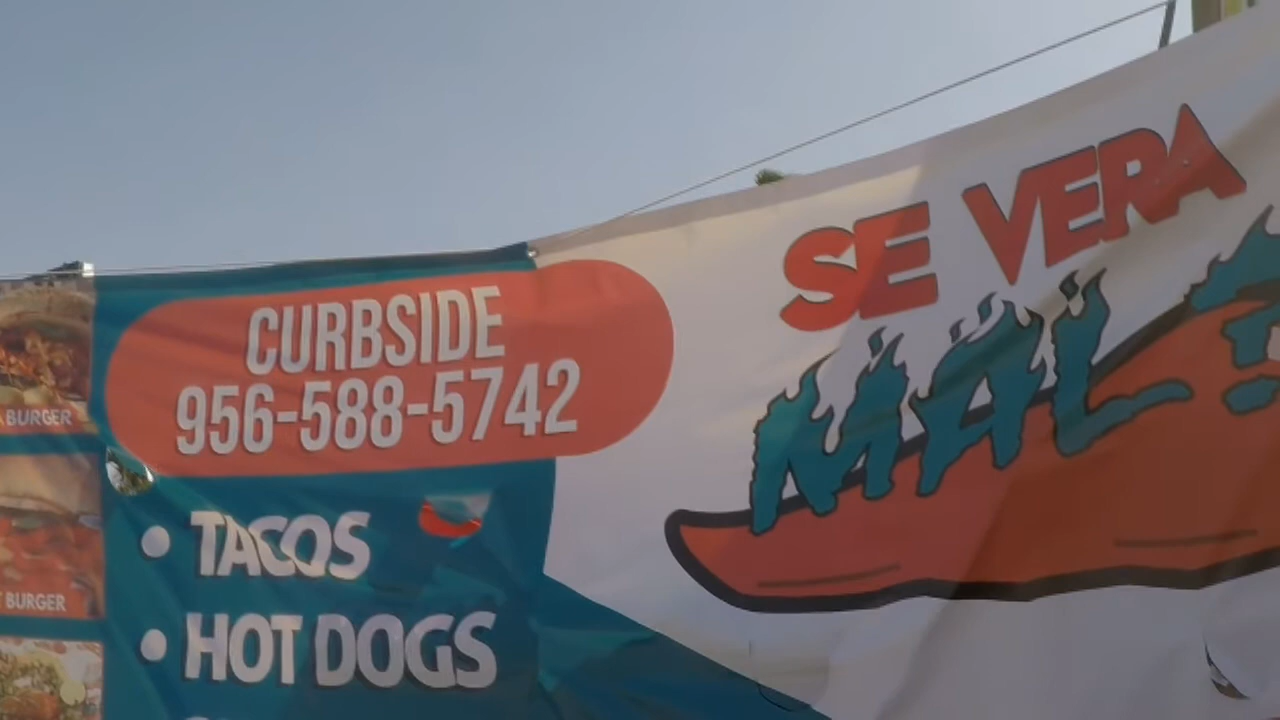 CURBSIDE
956-588-5742
TACOS
HOT DOGS
BURGER
BURGER
SE VERA
MAL